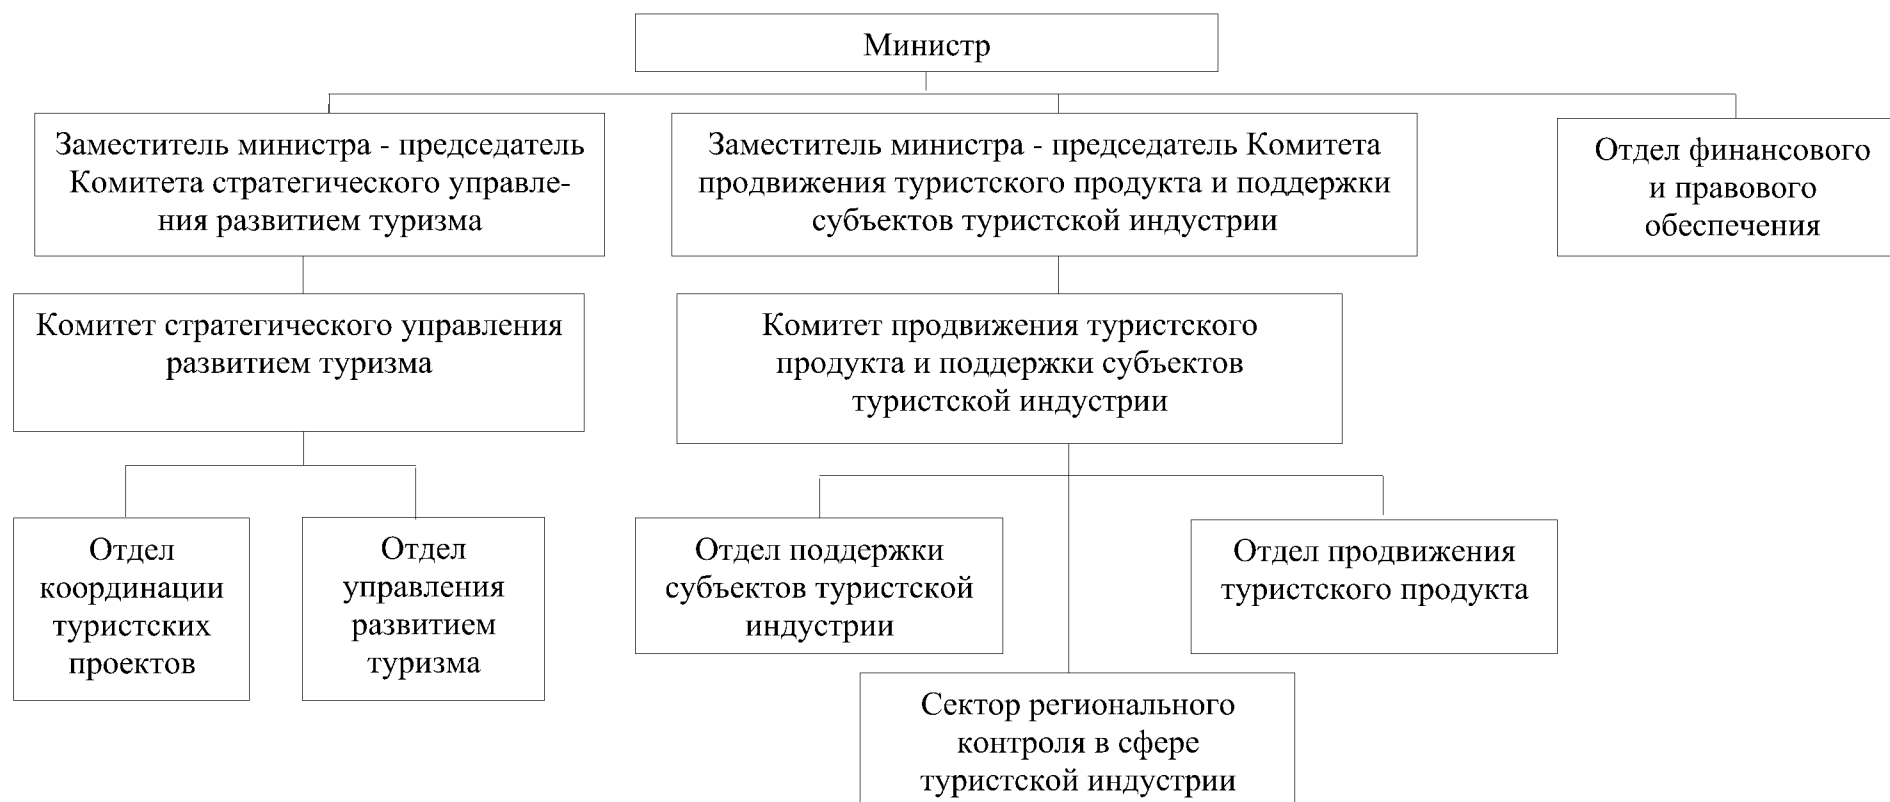 Министр
Заместитель министра - председатель
Комитета стратегического управле-
ния развитием туризма
Заместитель министра - председатель Комитета
продвижения туристского продукта и поддержки
субъектов туристской индустрии
Отдел финансового
и правового
обеспечения
Комитет стратегического управления
развитием туризма
Комитет продвижения туристского
продукта и поддержки субъектов
туристской индустрии
Отдел
координации
туристских
проектов
Отдел
управления
развитием
туризма
Отдел поддержки
субъектов туристской
индустрии
Отдел продвижения
туристского продукта
Сектор регионального
контроля в сфере
туристской индустрии